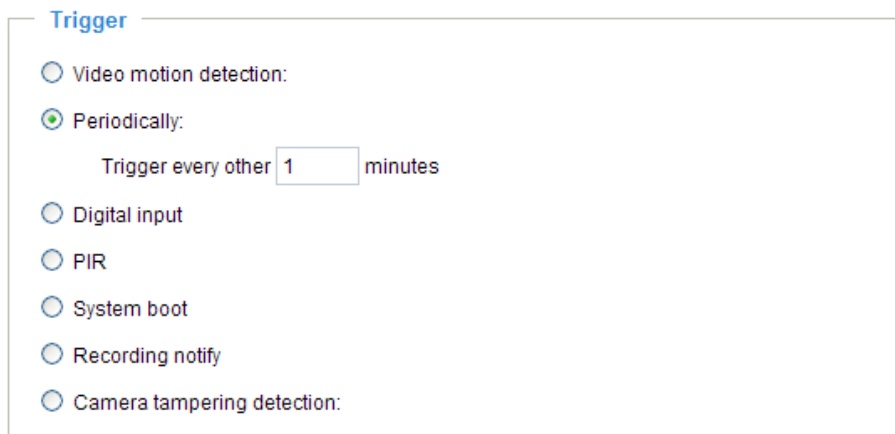 Trigger
Video motion detection:
Periodically:
Trigger every other 1 minutes
Digital input
PIR
System boot
Recording notify
Camera tampering detection: